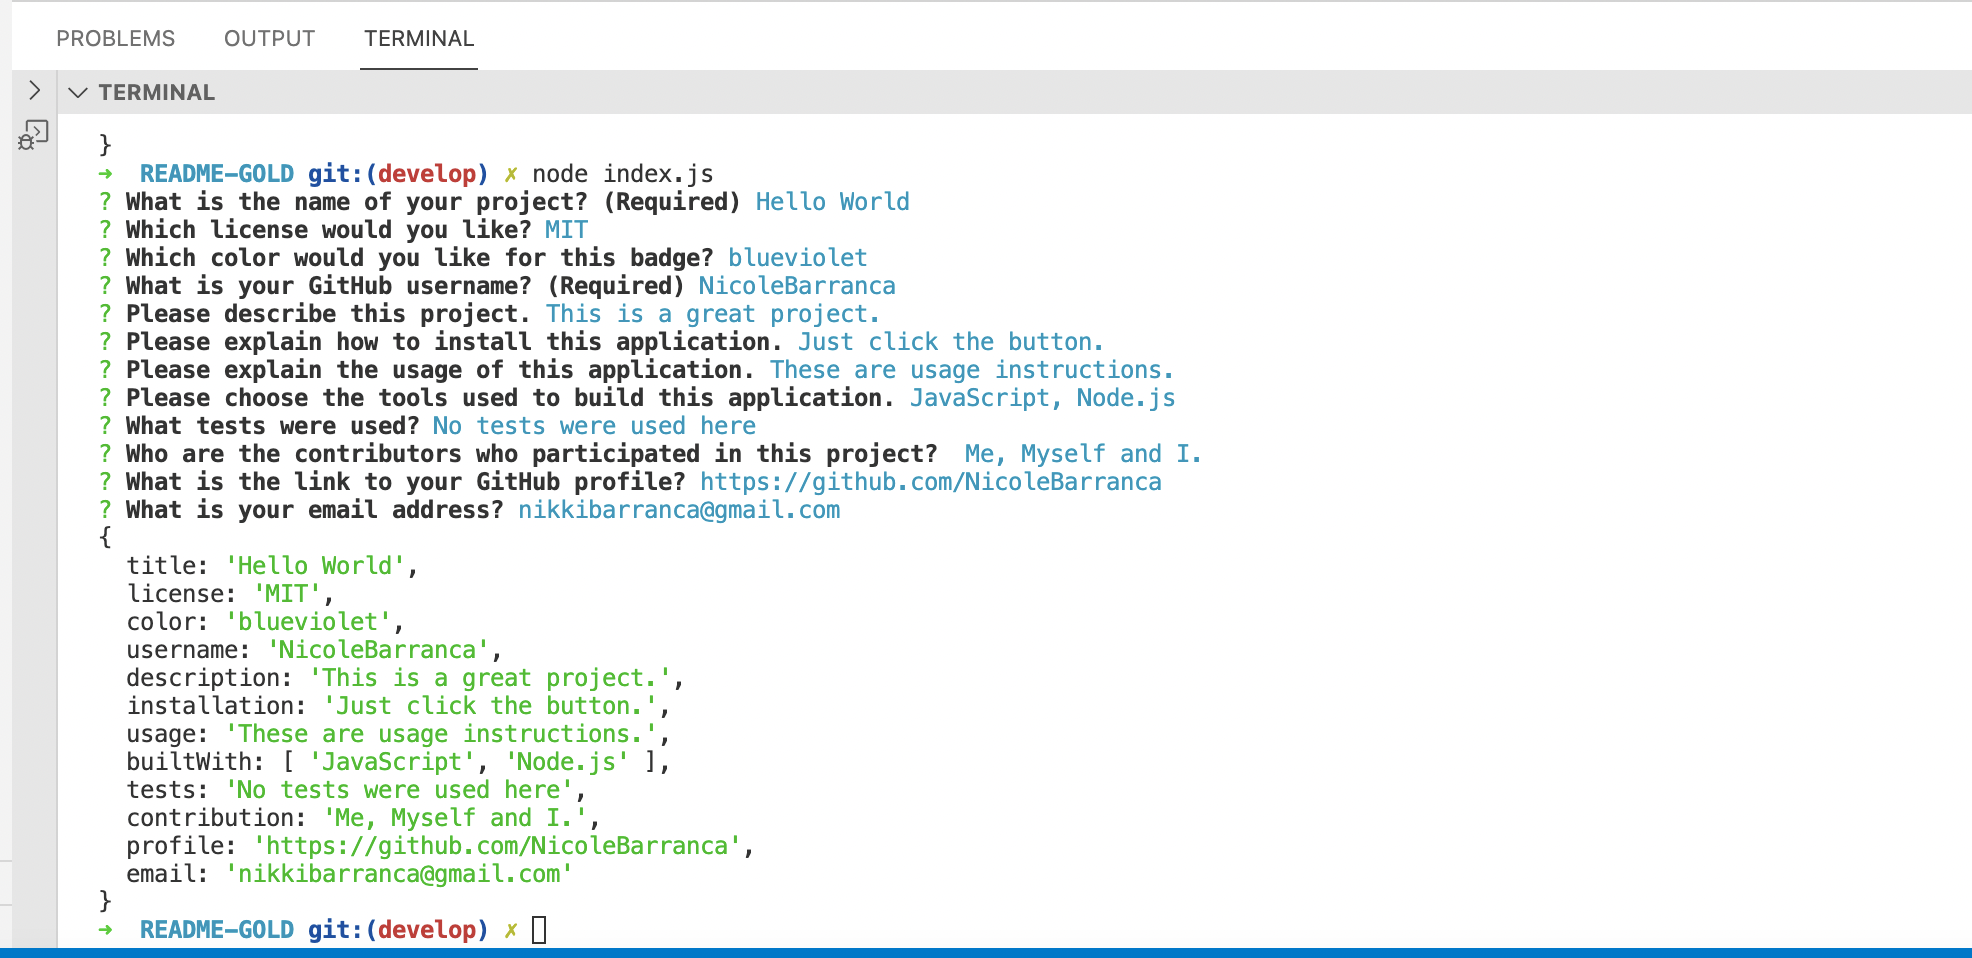 PROBLEMS OUTPUT TERMINAL
TERMINAL
}
➜ README-GOLD git:(develop) ✗ node index.js
? What is the name of your project? (Required) Hello World
? Which license would you like? MIT
? Which color would you like for this badge? blueviolet
? What is your GitHub username? (Required) NicoleBarranca
? Please describe this project. This is a great project.
? Please explain how to install this application. Just click the button.
? Please explain the usage of this application. These are usage instructions.
? Please choose the tools used to build this application. JavaScript, Node.js
? What tests were used? No tests were used here
? Who are the contributors who participated in this project?  Me, Myself and I.
? What is the link to your GitHub profile? https://github.com/NicoleBarranca
? What is your email address? nikkibarranca@gmail.com
{
  title: 'Hello World',
  license: 'MIT',
  color: 'blueviolet',
  username: 'NicoleBarranca',
  description: 'This is a great project.',
  installation: 'Just click the button.',
  usage: 'These are usage instructions.',
  builtWith: [ 'JavaScript', 'Node.js' ],
  tests: 'No tests were used here',
  contribution: 'Me, Myself and I.',
  profile: 'https://github.com/NicoleBarranca',
  email: 'nikkibarranca@gmail.com'
}
➜ README-GOLD git:(develop) ✗